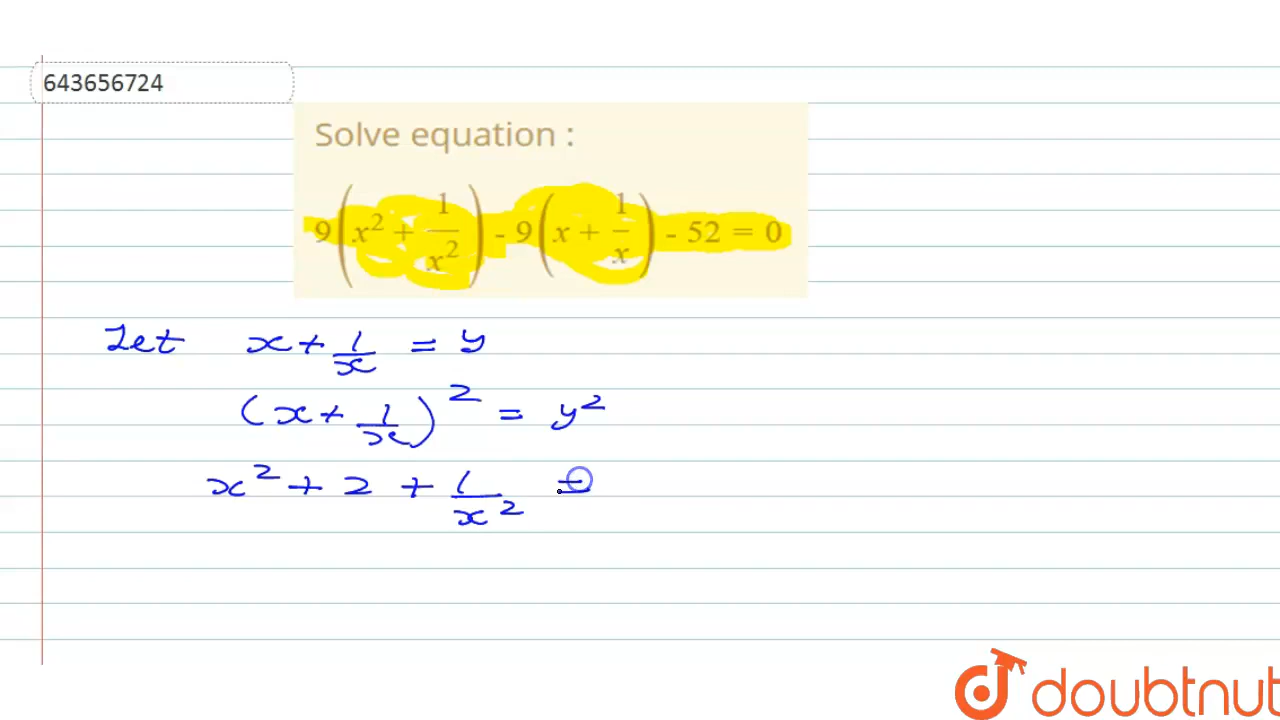 643656724
Solve equation :
9(x² + 1/x²) - 9(x + 1/x) - 52 = 0
Let x + 1/x = y
(x + 1/x)² = y²
x² + 2 + 1/x² =
doubtnut